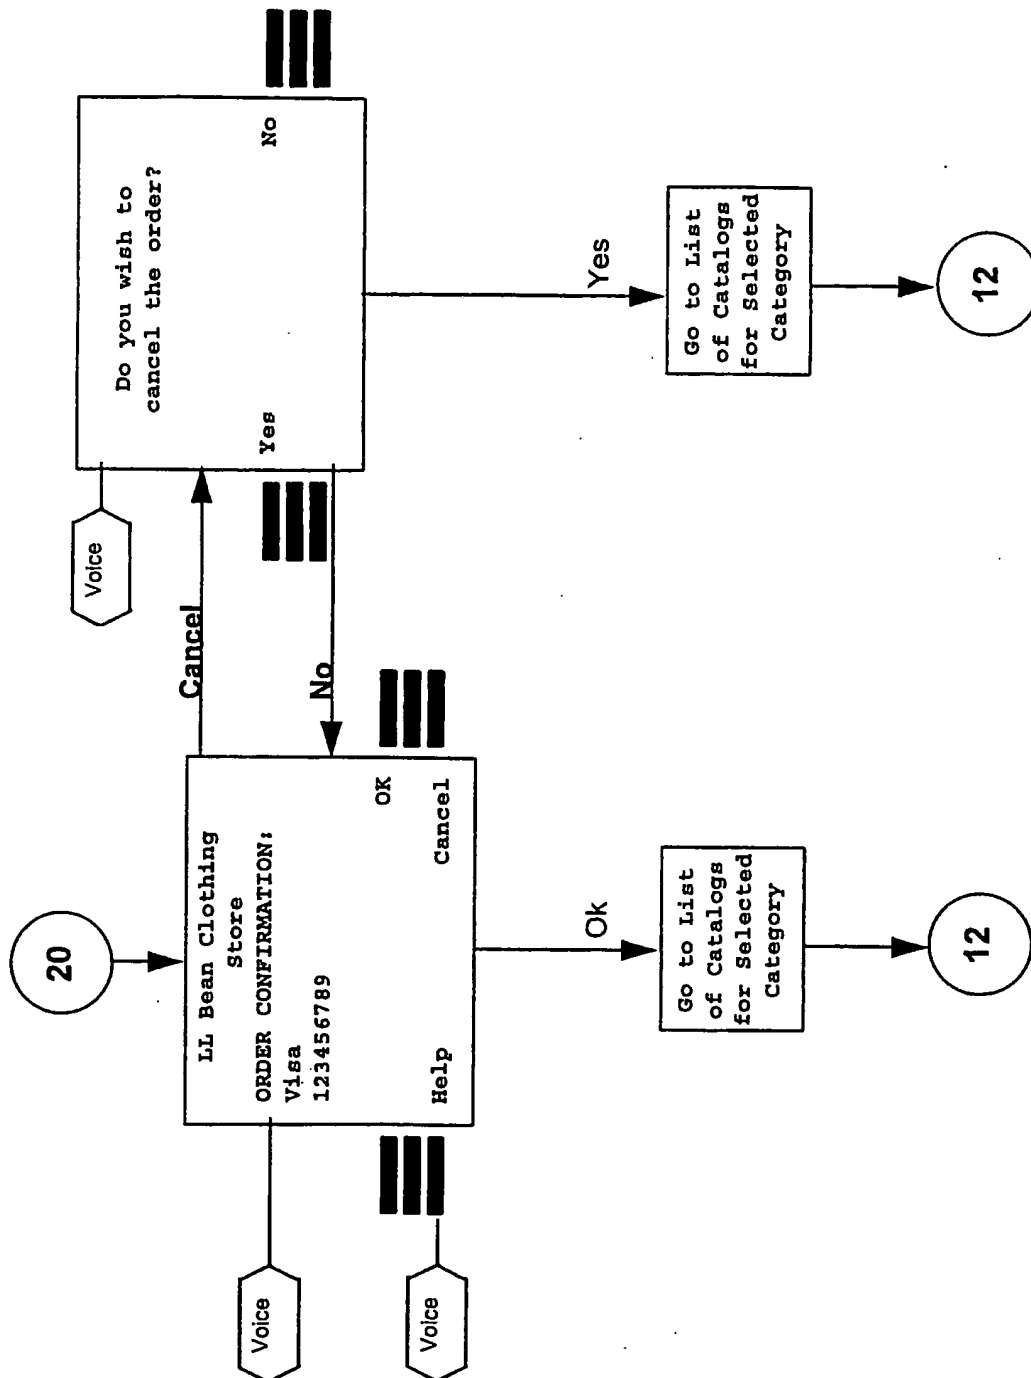 20
LL Bean Clothing
Store
ORDER CONFIRMATION:
Visa
123456789
OK
Help Cancel
Voice
Voice
Cancel
No
Voice
Do you wish to
cancel the order?
Yes No
Ok
Go to List
of Catalogs
for Selected
Category
12
Yes
Go to List
of Catalogs
for Selected
Category
12